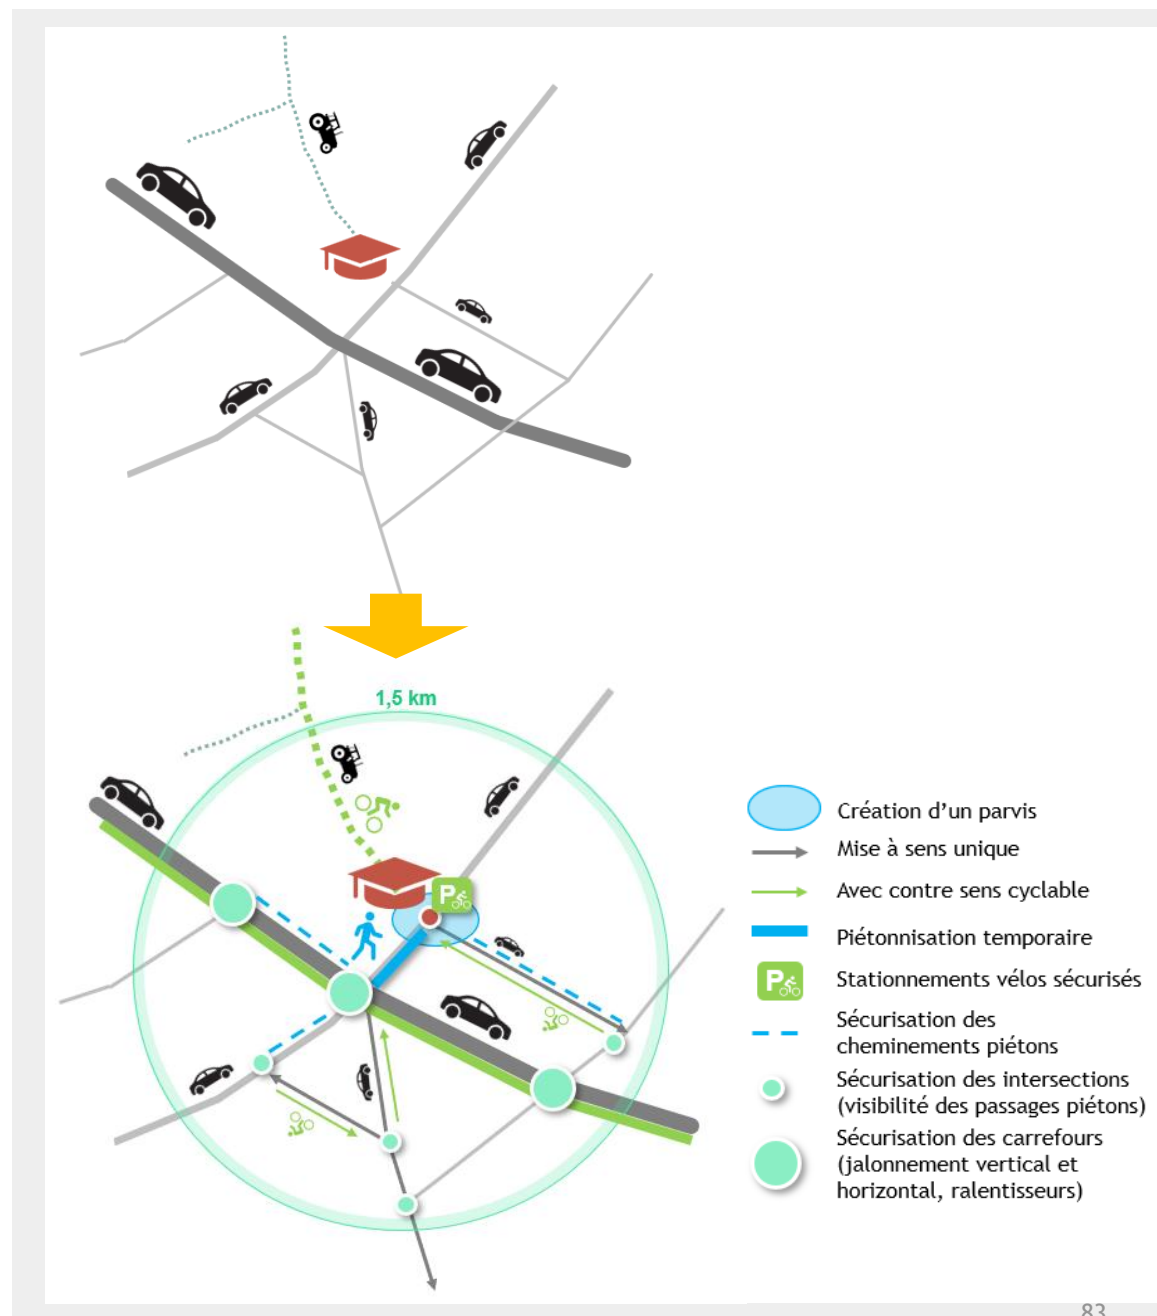 1,5 km
Création d'un parvis
Mise à sens unique
Avec contre sens cyclable
Piétonnisation temporaire
P
P
Stationnements vélos sécurisés
Sécurisation des
cheminements piétons
Sécurisation des intersections
(visibilité des passages piétons)
Sécurisation des carrefours
(jalonnement vertical et
horizontal, ralentisseurs)
83